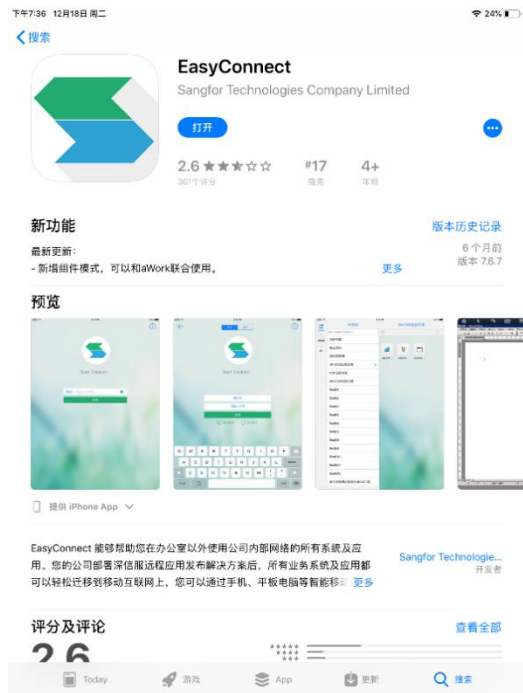 下午7:36 12月18日 周二
24%
搜索
EasyConnect
Sangfor Technologies Company Limited
打开
2.6 ★★★☆☆ #17 4+
361个评分 商务 年龄
新功能 版本历史记录
最新更新: 6个月前
- 新增组件模式，可以和aWork联合使用。 更多 版本 7.6.7
预览
Easy Connect
Easy Connect
提供 iPhone App
EasyConnect 能够帮助您在办公室以外使用公司内部网络的所有系统及应
用。您的公司部署深信服远程应用发布解决方案后，所有业务系统及应用都
可以轻松迁移到移动互联网上，您可以通过手机、平板电脑等智能移动 更多
Sangfor Technologie...
开发者
评分及评论 查看全部
2.6
Today 游戏 App 更新 搜索